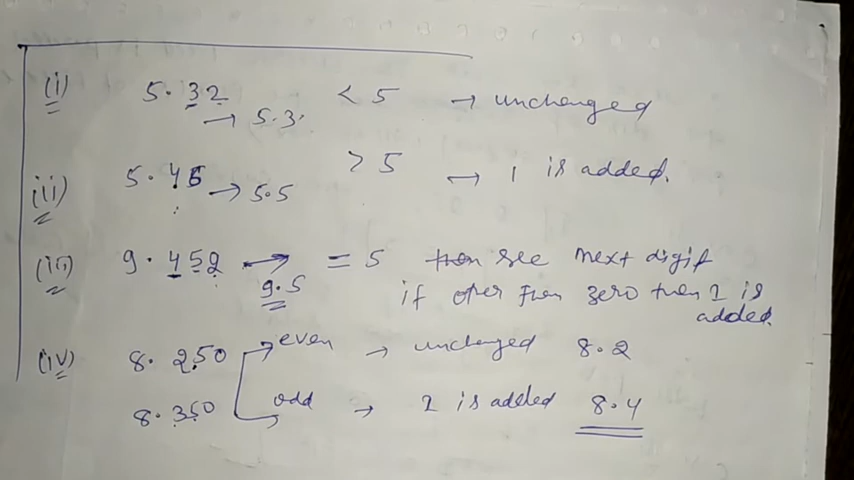 (i) 5.32 < 5 → unchanged
→ 5.3.
(ii) 5.46 → 5.5 > 5 → 1 is added.
(iii) 9.452 → = 5 see next digit
9.5 if other than zero then 1 is
added.
(iv) 8.250 → even → unchanged 8.2
8.350 → odd → 1 is added 8.4